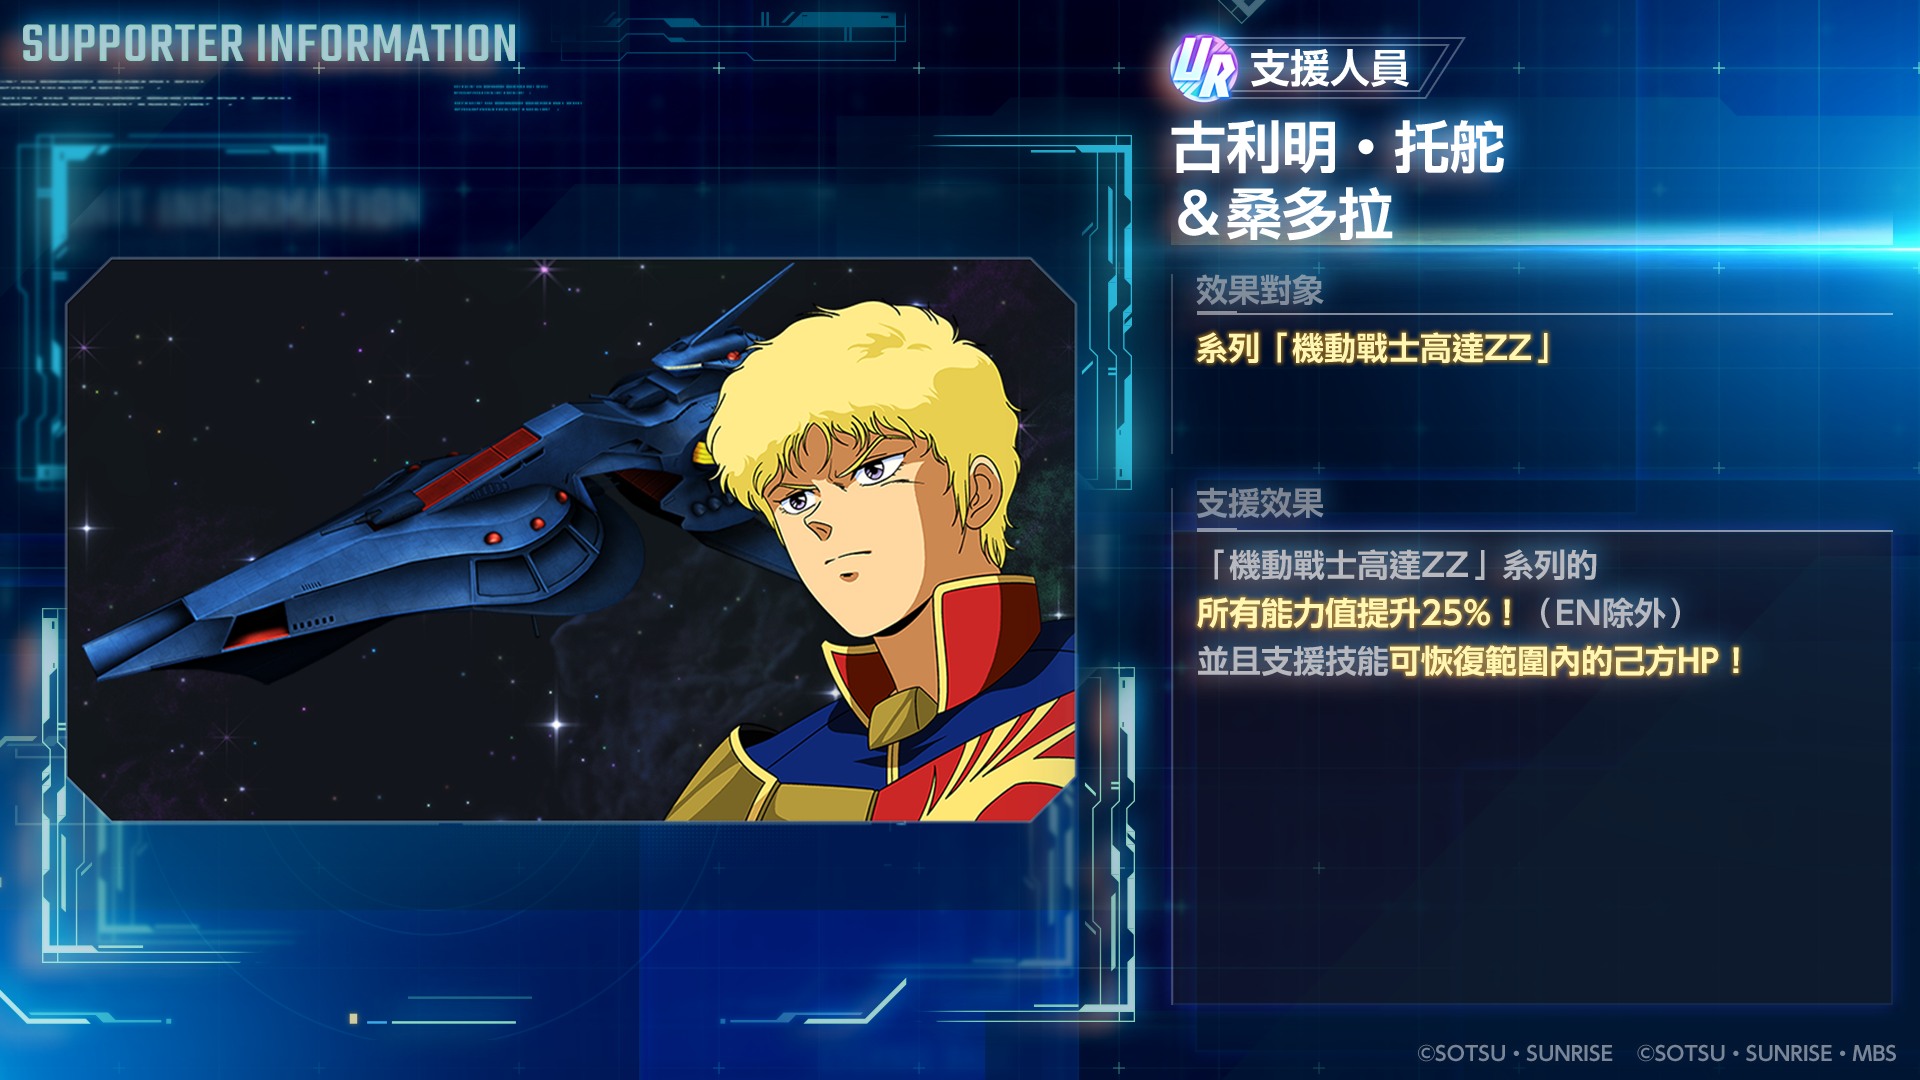 SUPPORTER INFORMATION
INFORMATION
UR 支援人員
古利明・托舵
＆桑多拉
效果對象
系列「機動戰士高達ZZ」
支援效果
「機動戰士高達ZZ」系列的
所有能力值提升25%！（EN除外）
並且支援技能可恢復範圍內的己方HP！
©SOTSU・SUNRISE ©SOTSU・SUNRISE・MBS